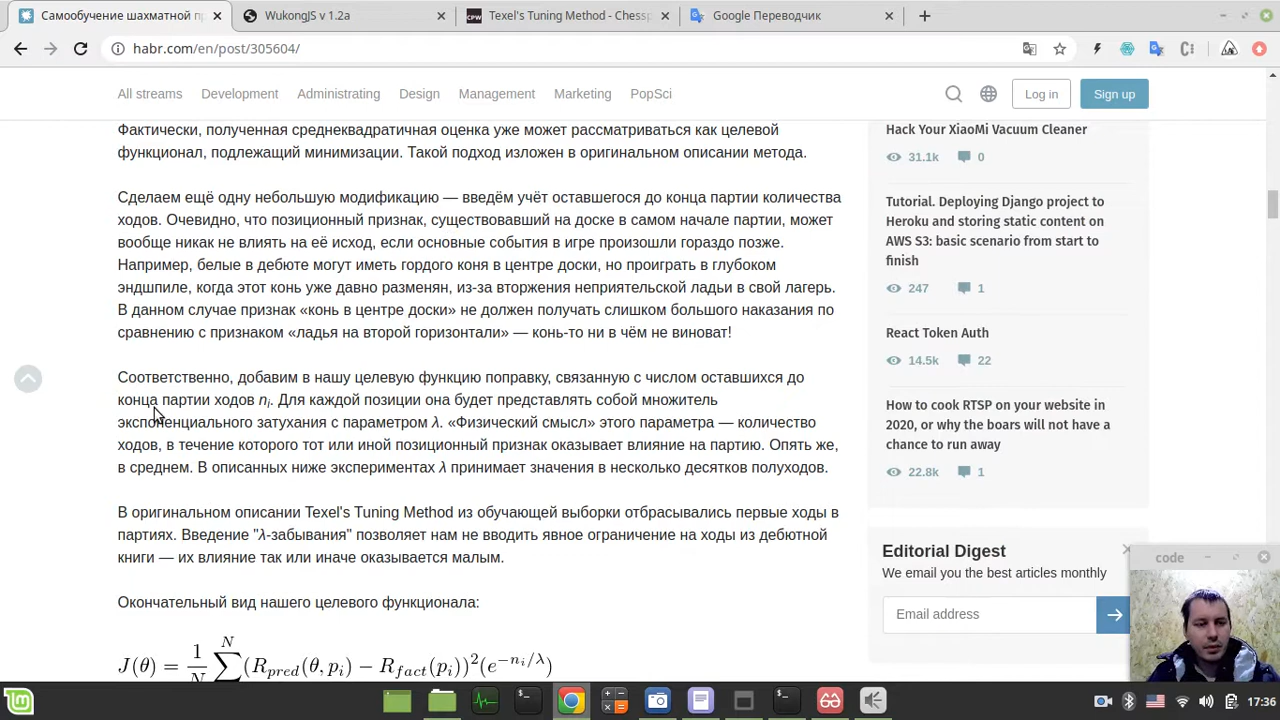 Самообучение шахматной п
WukongJS v 1.2a
Texel's Tuning Method - Chessp
Google Переводчик
habr.com/en/post/305604/
All streams Development Administrating Design Management Marketing PopSci Log in Sign up
Фактически, полученная среднеквадратичная оценка уже может рассматриваться как целевой
функционал, подлежащий минимизации. Такой подход изложен в оригинальном описании метода.
Сделаем ещё одну небольшую модификацию — введём учёт оставшегося до конца партии количества
ходов. Очевидно, что позиционный признак, существовавший на доске в самом начале партии, может
вообще никак не влиять на её исход, если основные события в игре произошли гораздо позже.
Например, белые в дебюте могут иметь гордого коня в центре доски, но проиграть в глубоком
эндшпиле, когда этот конь уже давно разменян, из-за вторжения неприятельской ладьи в свой лагерь.
В данном случае признак «конь в центре доски» не должен получать слишком большого наказания по
сравнению с признаком «ладья на второй горизонтали» — конь-то ни в чём не виноват!
Соответственно, добавим в нашу целевую функцию поправку, связанную с числом оставшихся до
конца партии ходов nᵢ. Для каждой позиции она будет представлять собой множитель
экспоненциального затухания с параметром λ. «Физический смысл» этого параметра — количество
ходов, в течение которого тот или иной позиционный признак оказывает влияние на партию. Опять же,
в среднем. В описанных ниже экспериментах λ принимает значения в несколько десятков полуходов.
В оригинальном описании Texel's Tuning Method из обучающей выборки отбрасывались первые ходы в
партиях. Введение "λ-забывания" позволяет нам не вводить явное ограничение на ходы из дебютной
книги — их влияние так или иначе оказывается малым.
Окончательный вид нашего целевого функционала:
J(θ) = 1/N ∑^N (R_pred(θ, p_i) − R_fact(p_i))²(e^{−n_i/λ})
Hack Your XiaoMi Vacuum Cleaner
31.1k 0
Tutorial. Deploying Django project to
Heroku and storing static content on
AWS S3: basic scenario from start to
finish
247 1
React Token Auth
14.5k 22
How to cook RTSP on your website in
2020, or why the boars will not have a
chance to run away
22.8k 1
Editorial Digest
We email you the best articles monthly
Email address
code
17:36